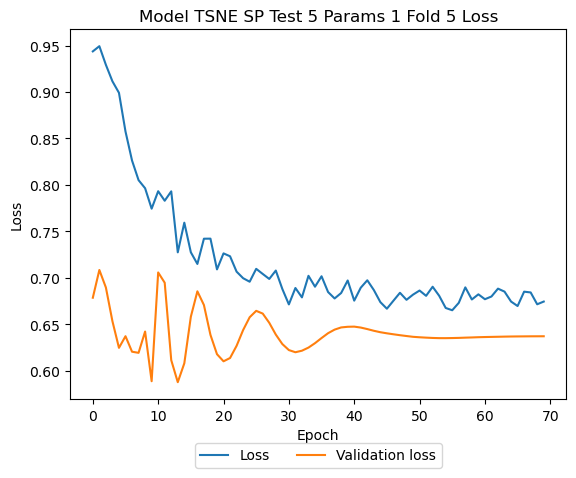 Model TSNE SP Test 5 Params 1 Fold 5 Loss
0.95
0.90
0.85
0.80
0.75
0.70
0.65
0.60
Loss
0 10 20 30 40 50 60 70
Epoch
Loss Validation loss